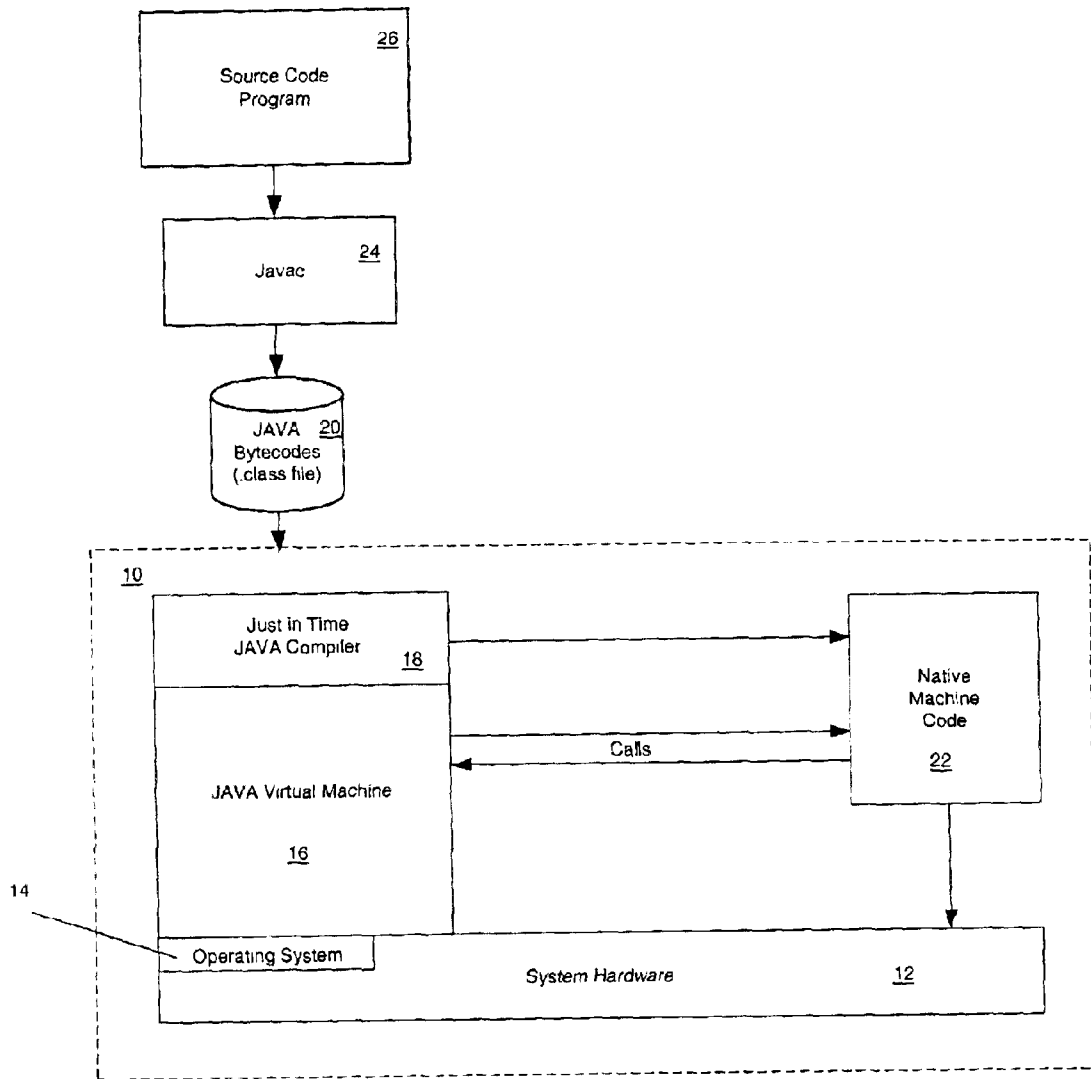 26
Source Code
Program
24
Javac
20
JAVA
Bytecodes
(.class file)
10
Just in Time
JAVA Compiler
18
Native
Machine
Code
22
Calls
JAVA Virtual Machine
16
14
Operating System
System Hardware
12